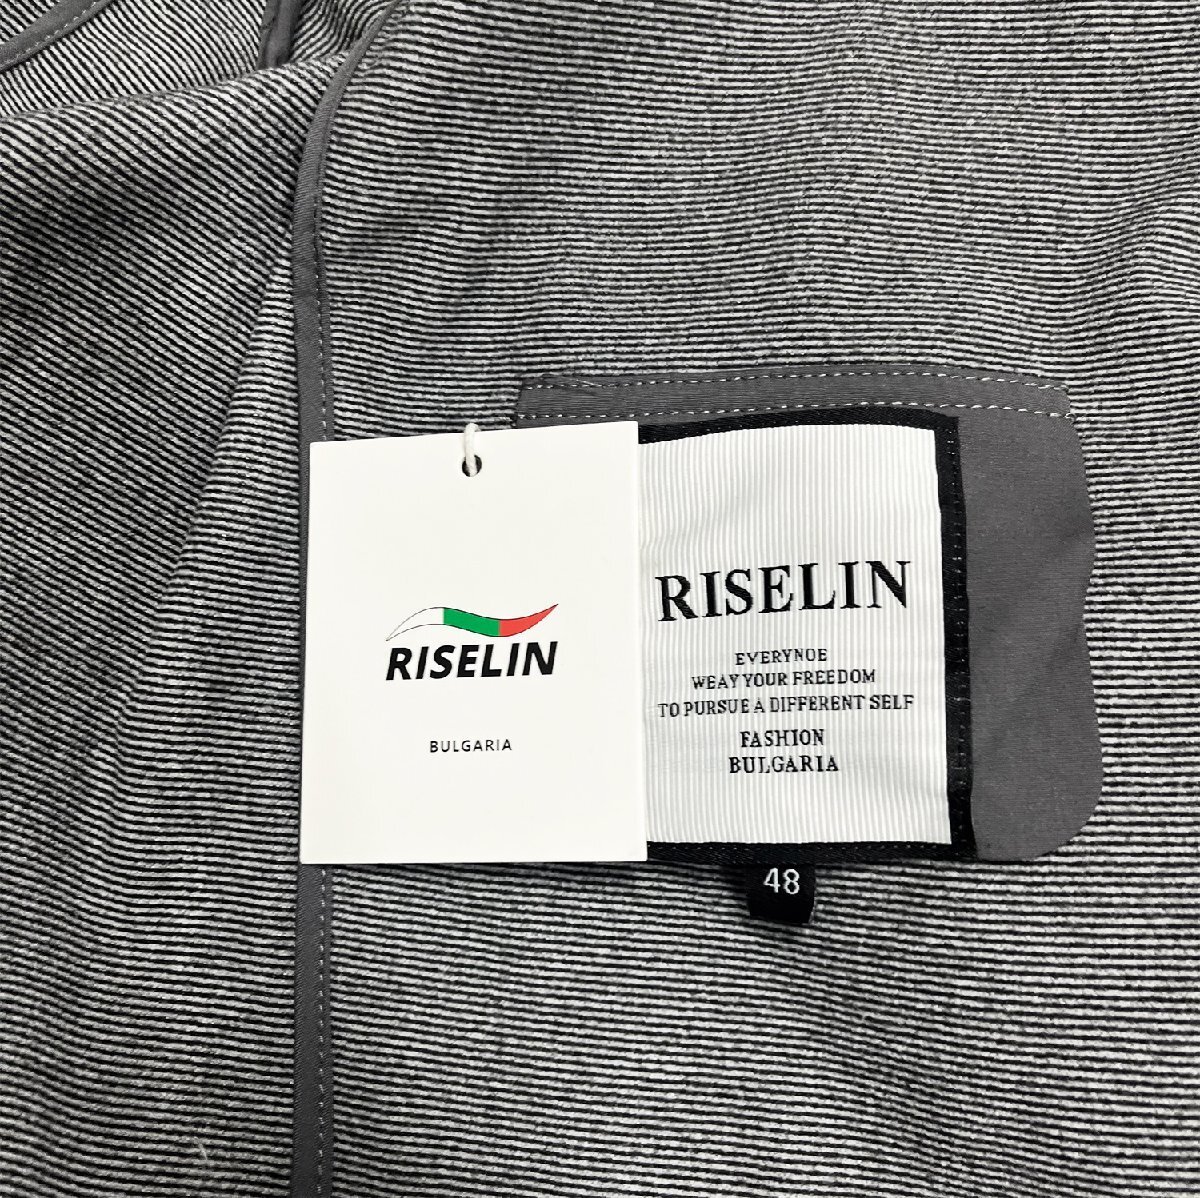 RISELIN
BULGARIA
RISELIN
EVERYNOE
WEAY YOUR FREEDOM
TO PURSUE A DIFFERENT SELF
FASHION
BULGARIA
48